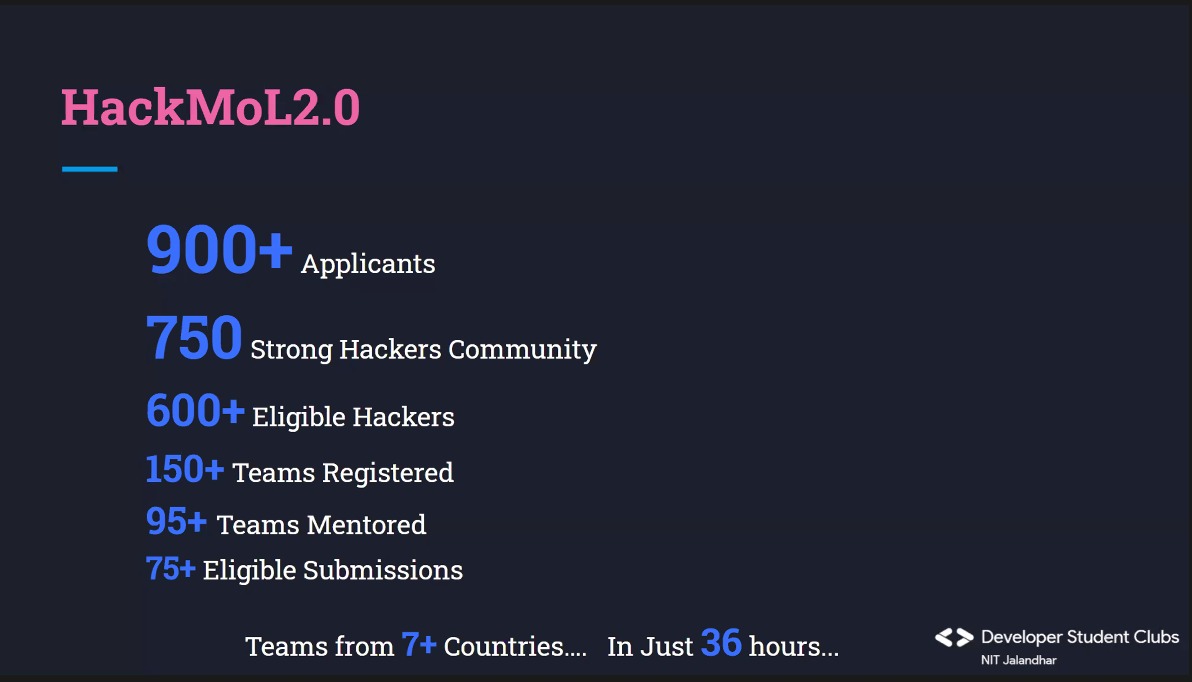 HackMoL2.0
900+ Applicants
750 Strong Hackers Community
600+ Eligible Hackers
150+ Teams Registered
95+ Teams Mentored
75+ Eligible Submissions
Teams from 7+ Countries.... In Just 36 hours...
Developer Student Clubs
NIT Jalandhar